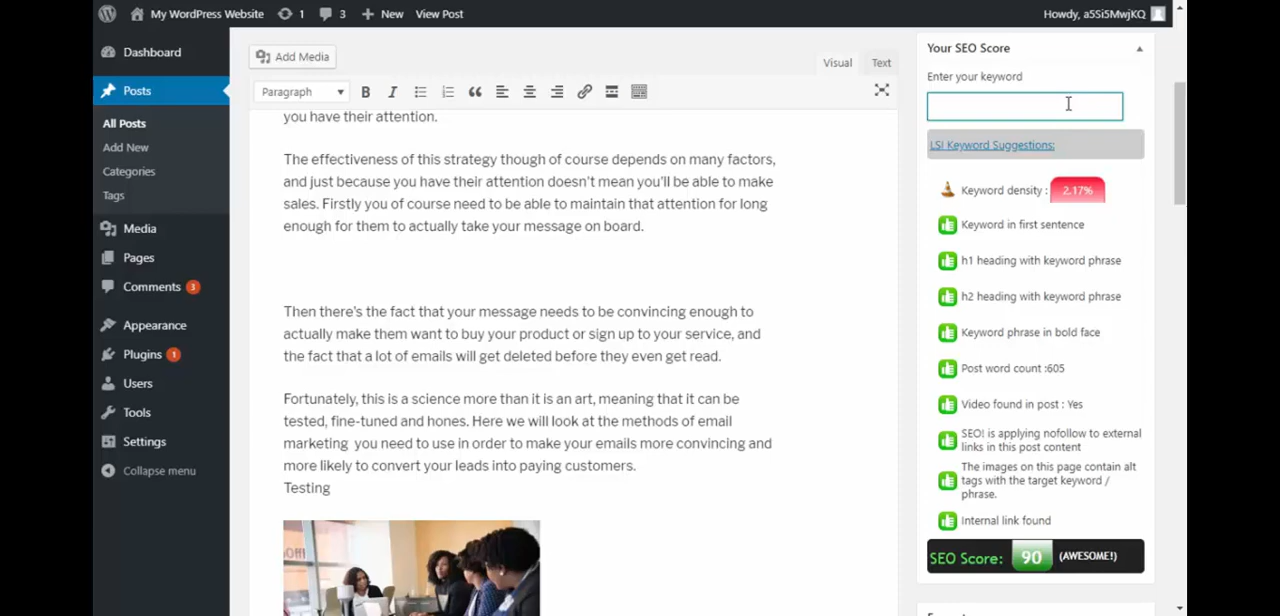 My WordPress Website 1 3 New View Post
Howdy, a5Si5MwjKQ
Dashboard
Posts
All Posts
Add New
Categories
Tags
Media
Pages
Comments 3
Appearance
Plugins 1
Users
Tools
Settings
Collapse menu
Add Media
Visual Text
Paragraph
you have their attention.
The effectiveness of this strategy though of course depends on many factors,
and just because you have their attention doesn't mean you'll be able to make
sales. Firstly you of course need to be able to maintain that attention for long
enough for them to actually take your message on board.
Then there's the fact that your message needs to be convincing enough to
actually make them want to buy your product or sign up to your service, and
the fact that a lot of emails will get deleted before they even get read.
Fortunately, this is a science more than it is an art, meaning that it can be
tested, fine-tuned and hones. Here we will look at the methods of email
marketing you need to use in order to make your emails more convincing and
more likely to convert your leads into paying customers.
Testing
Your SEO Score
Enter your keyword
LSI Keyword Suggestions:
Keyword density : 2.17%
Keyword in first sentence
h1 heading with keyword phrase
h2 heading with keyword phrase
Keyword phrase in bold face
Post word count :605
Video found in post : Yes
SEO! is applying nofollow to external
links in this post content
The images on this page contain alt
tags with the target keyword /
phrase.
Internal link found
SEO Score: 90 (AWESOME!)